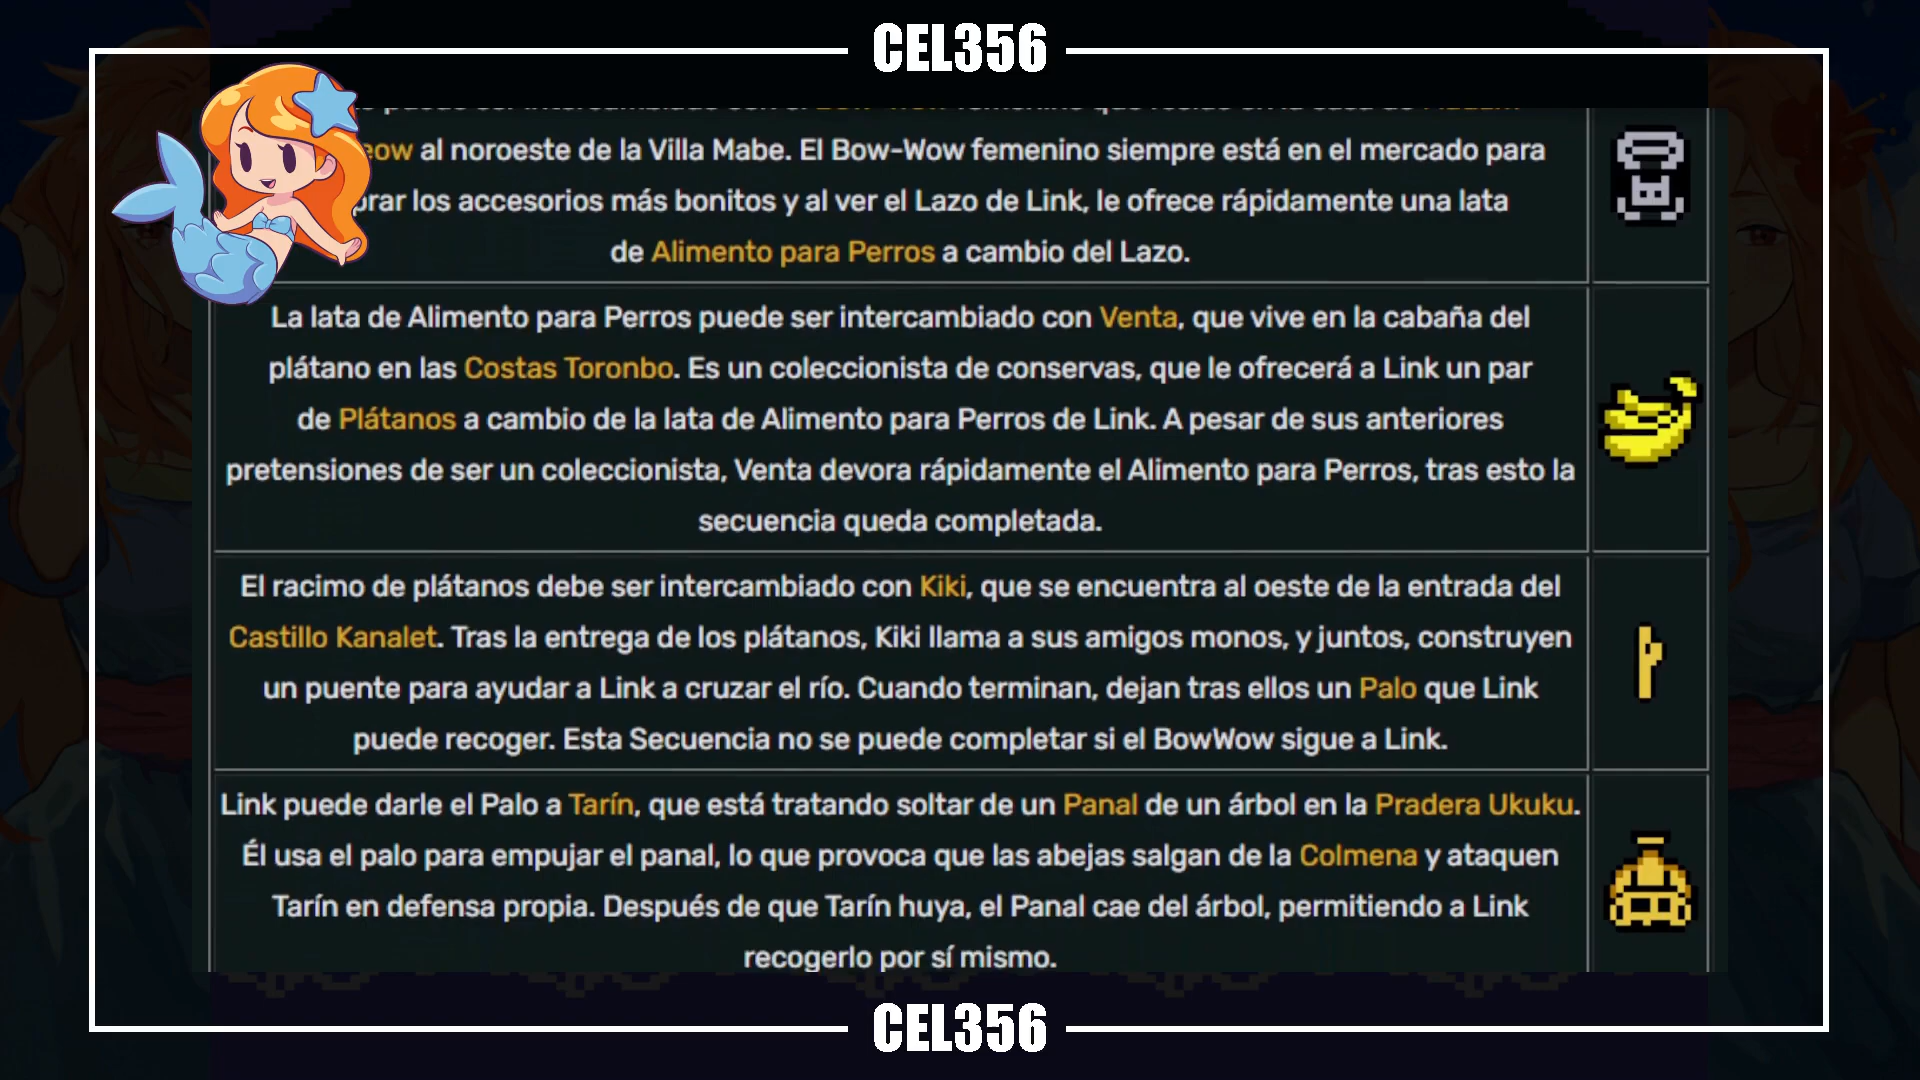 CEL356
eow al noroeste de la Villa Mabe. El Bow-Wow femenino siempre está en el mercado para
prar los accesorios más bonitos y al ver el Lazo de Link, le ofrece rápidamente una lata
de Alimento para Perros a cambio del Lazo.
La lata de Alimento para Perros puede ser intercambiado con Venta, que vive en la cabaña del
plátano en las Costas Toronbo. Es un coleccionista de conservas, que le ofrecerá a Link un par
de Plátanos a cambio de la lata de Alimento para Perros de Link. A pesar de sus anteriores
pretensiones de ser un coleccionista, Venta devora rápidamente el Alimento para Perros, tras esto la
secuencia queda completada.
El racimo de plátanos debe ser intercambiado con Kiki, que se encuentra al oeste de la entrada del
Castillo Kanalet. Tras la entrega de los plátanos, Kiki llama a sus amigos monos, y juntos, construyen
un puente para ayudar a Link a cruzar el río. Cuando terminan, dejan tras ellos un Palo que Link
puede recoger. Esta Secuencia no se puede completar si el BowWow sigue a Link.
Link puede darle el Palo a Tarín, que está tratando soltar de un Panal de un árbol en la Pradera Ukuku.
Él usa el palo para empujar el panal, lo que provoca que las abejas salgan de la Colmena y ataquen
Tarín en defensa propia. Después de que Tarín huya, el Panal cae del árbol, permitiendo a Link
recogerlo por sí mismo.
CEL356